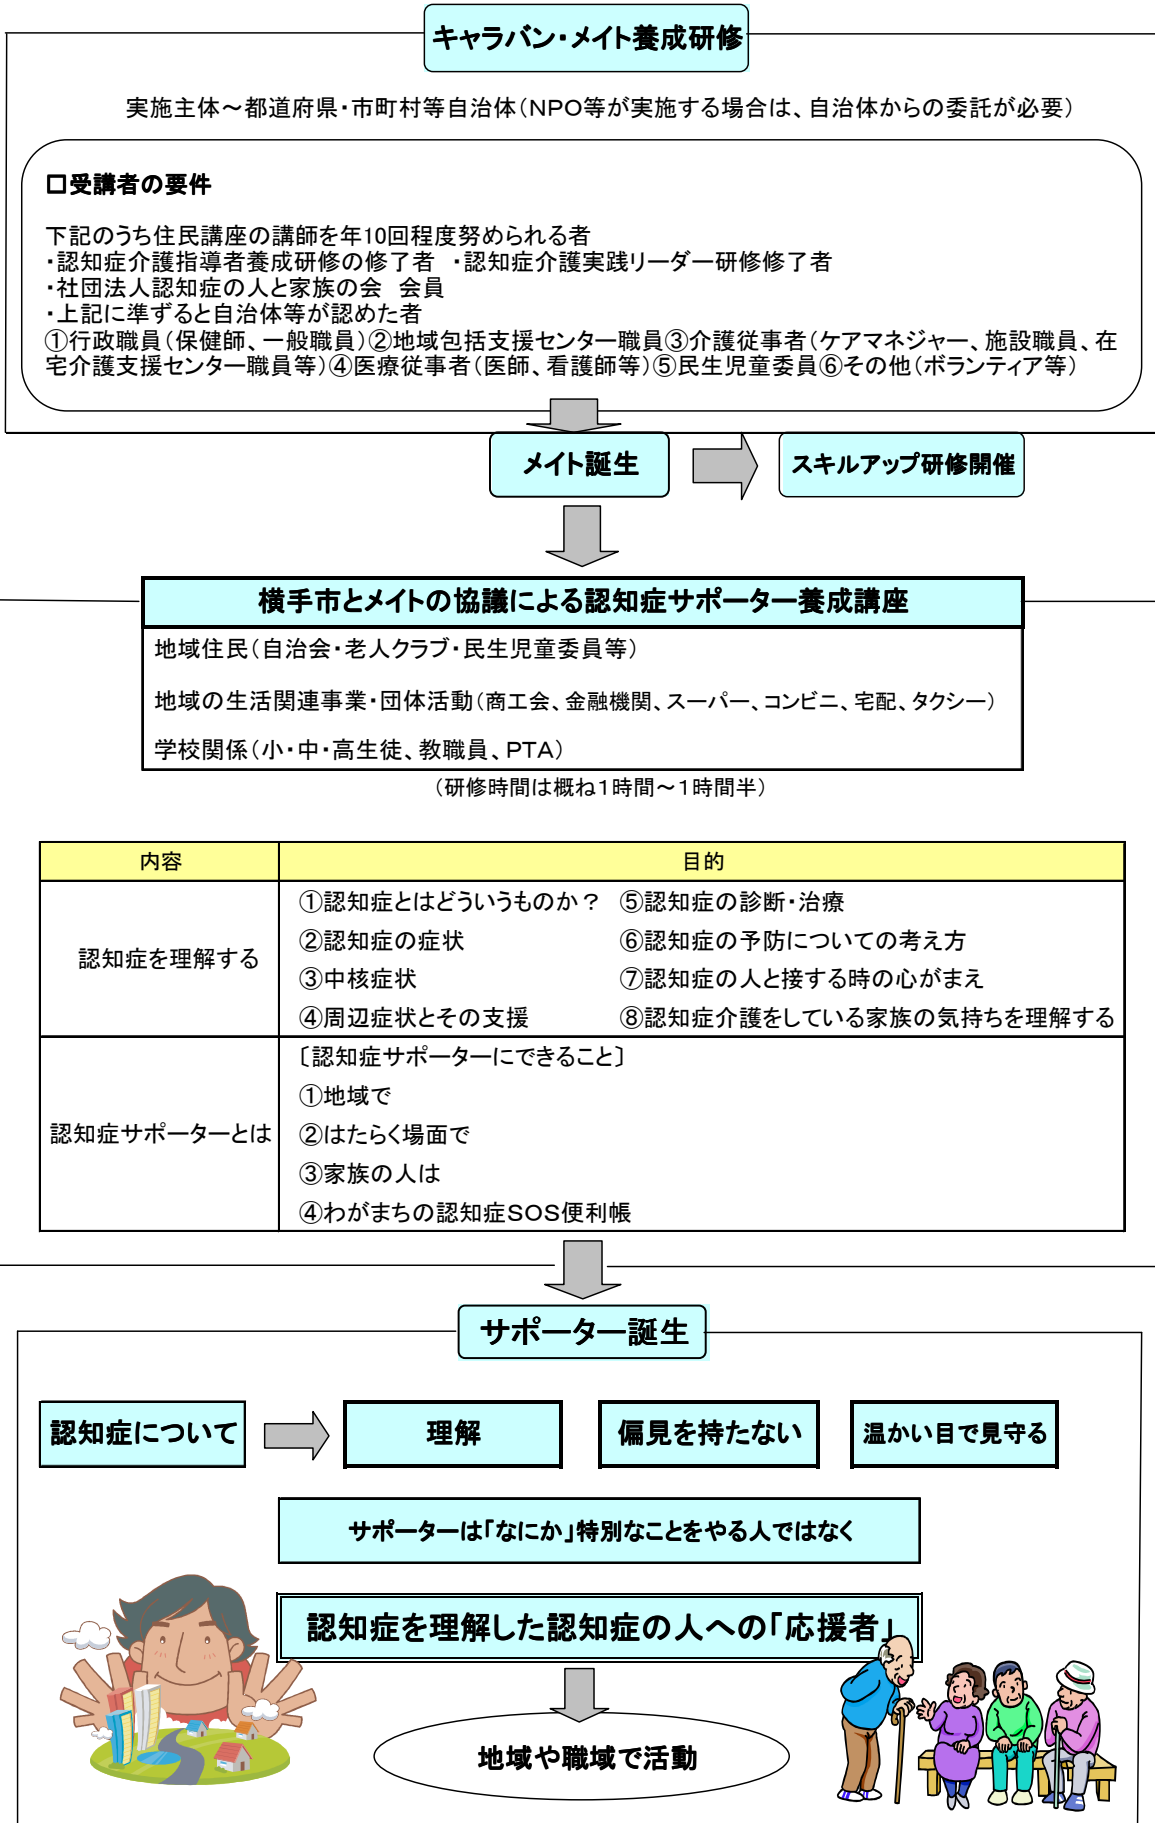 キャラバン・メイト養成研修
実施主体～都道府県・市町村等自治体（NPO等が実施する場合は、自治体からの委託が必要）
□受講者の要件
下記のうち住民講座の講師を年10回程度努められる者
・認知症介護指導者養成研修の修了者　・認知症介護実践リーダー研修修了者
・社団法人認知症の人と家族の会　会員
・上記に準ずると自治体等が認めた者
①行政職員（保健師、一般職員）②地域包括支援センター職員③介護従事者（ケアマネジャー、施設職員、在
宅介護支援センター職員等）④医療従事者（医師、看護師等）⑤民生児童委員⑥その他（ボランティア等）
メイト誕生
スキルアップ研修開催
横手市とメイトの協議による認知症サポーター養成講座
地域住民（自治会・老人クラブ・民生児童委員等）
地域の生活関連事業・団体活動（商工会、金融機関、スーパー、コンビニ、宅配、タクシー）
学校関係（小・中・高生徒、教職員、PTA）
（研修時間は概ね１時間～１時間半）
内容
目的
認知症を理解する
①認知症とはどういうものか？　⑤認知症の診断・治療
②認知症の症状　⑥認知症の予防についての考え方
③中核症状　⑦認知症の人と接する時の心がまえ
④周辺症状とその支援　⑧認知症介護をしている家族の気持ちを理解する
認知症サポーターとは
〔認知症サポーターにできること〕
①地域で
②はたらく場面で
③家族の人は
④わがまちの認知症SOS便利帳
サポーター誕生
認知症について
理解
偏見を持たない
温かい目で見守る
サポーターは「なにか」特別なことをやる人ではなく
認知症を理解した認知症の人への「応援者」
地域や職域で活動